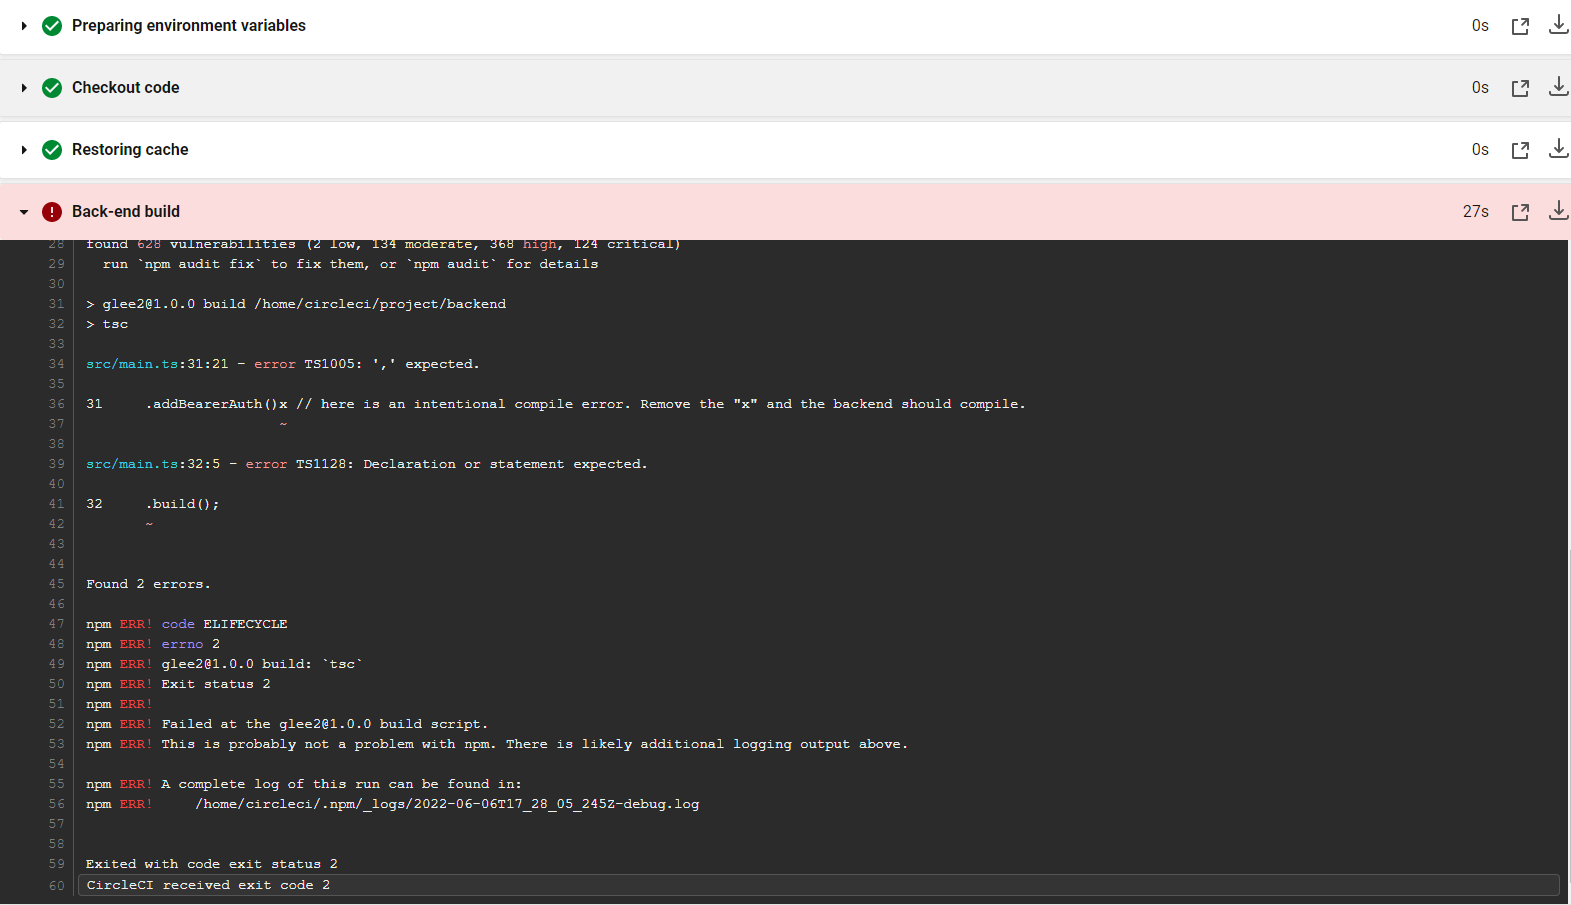 Preparing environment variables 0s
Checkout code 0s
Restoring cache 0s
! Back-end build 27s
28 found 628 vulnerabilities (2 low, 134 moderate, 368 high, 124 critical)
29 run `npm audit fix` to fix them, or `npm audit` for details
30
31 > glee2@1.0.0 build /home/circleci/project/backend
32 > tsc
33
34 src/main.ts:31:21 - error TS1005: ',' expected.
35
36 31 .addBearerAuth()x // here is an intentional compile error. Remove the "x" and the backend should compile.
37 ~
38
39 src/main.ts:32:5 - error TS1128: Declaration or statement expected.
40
41 32 .build();
42 ~
43
44
45 Found 2 errors.
46
47 npm ERR! code ELIFECYCLE
48 npm ERR! errno 2
49 npm ERR! glee2@1.0.0 build: `tsc`
50 npm ERR! Exit status 2
51 npm ERR!
52 npm ERR! Failed at the glee2@1.0.0 build script.
53 npm ERR! This is probably not a problem with npm. There is likely additional logging output above.
54
55 npm ERR! A complete log of this run can be found in:
56 npm ERR! /home/circleci/.npm/_logs/2022-06-06T17_28_05_245Z-debug.log
57
58
59 Exited with code exit status 2
60 CircleCI received exit code 2